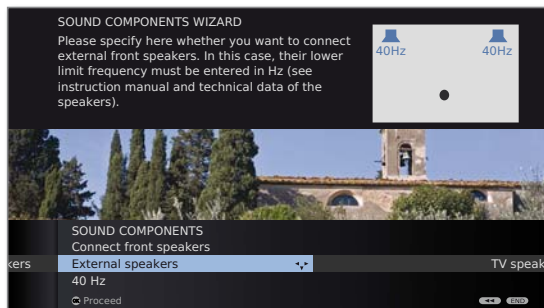 SOUND COMPONENTS WIZARD
Please specify here whether you want to connect
external front speakers. In this case, their lower
limit frequency must be entered in Hz (see
instruction manual and technical data of the
speakers).
40Hz 40Hz
SOUND COMPONENTS
Connect front speakers
kers External speakers TV speak
40 Hz
OK Proceed END